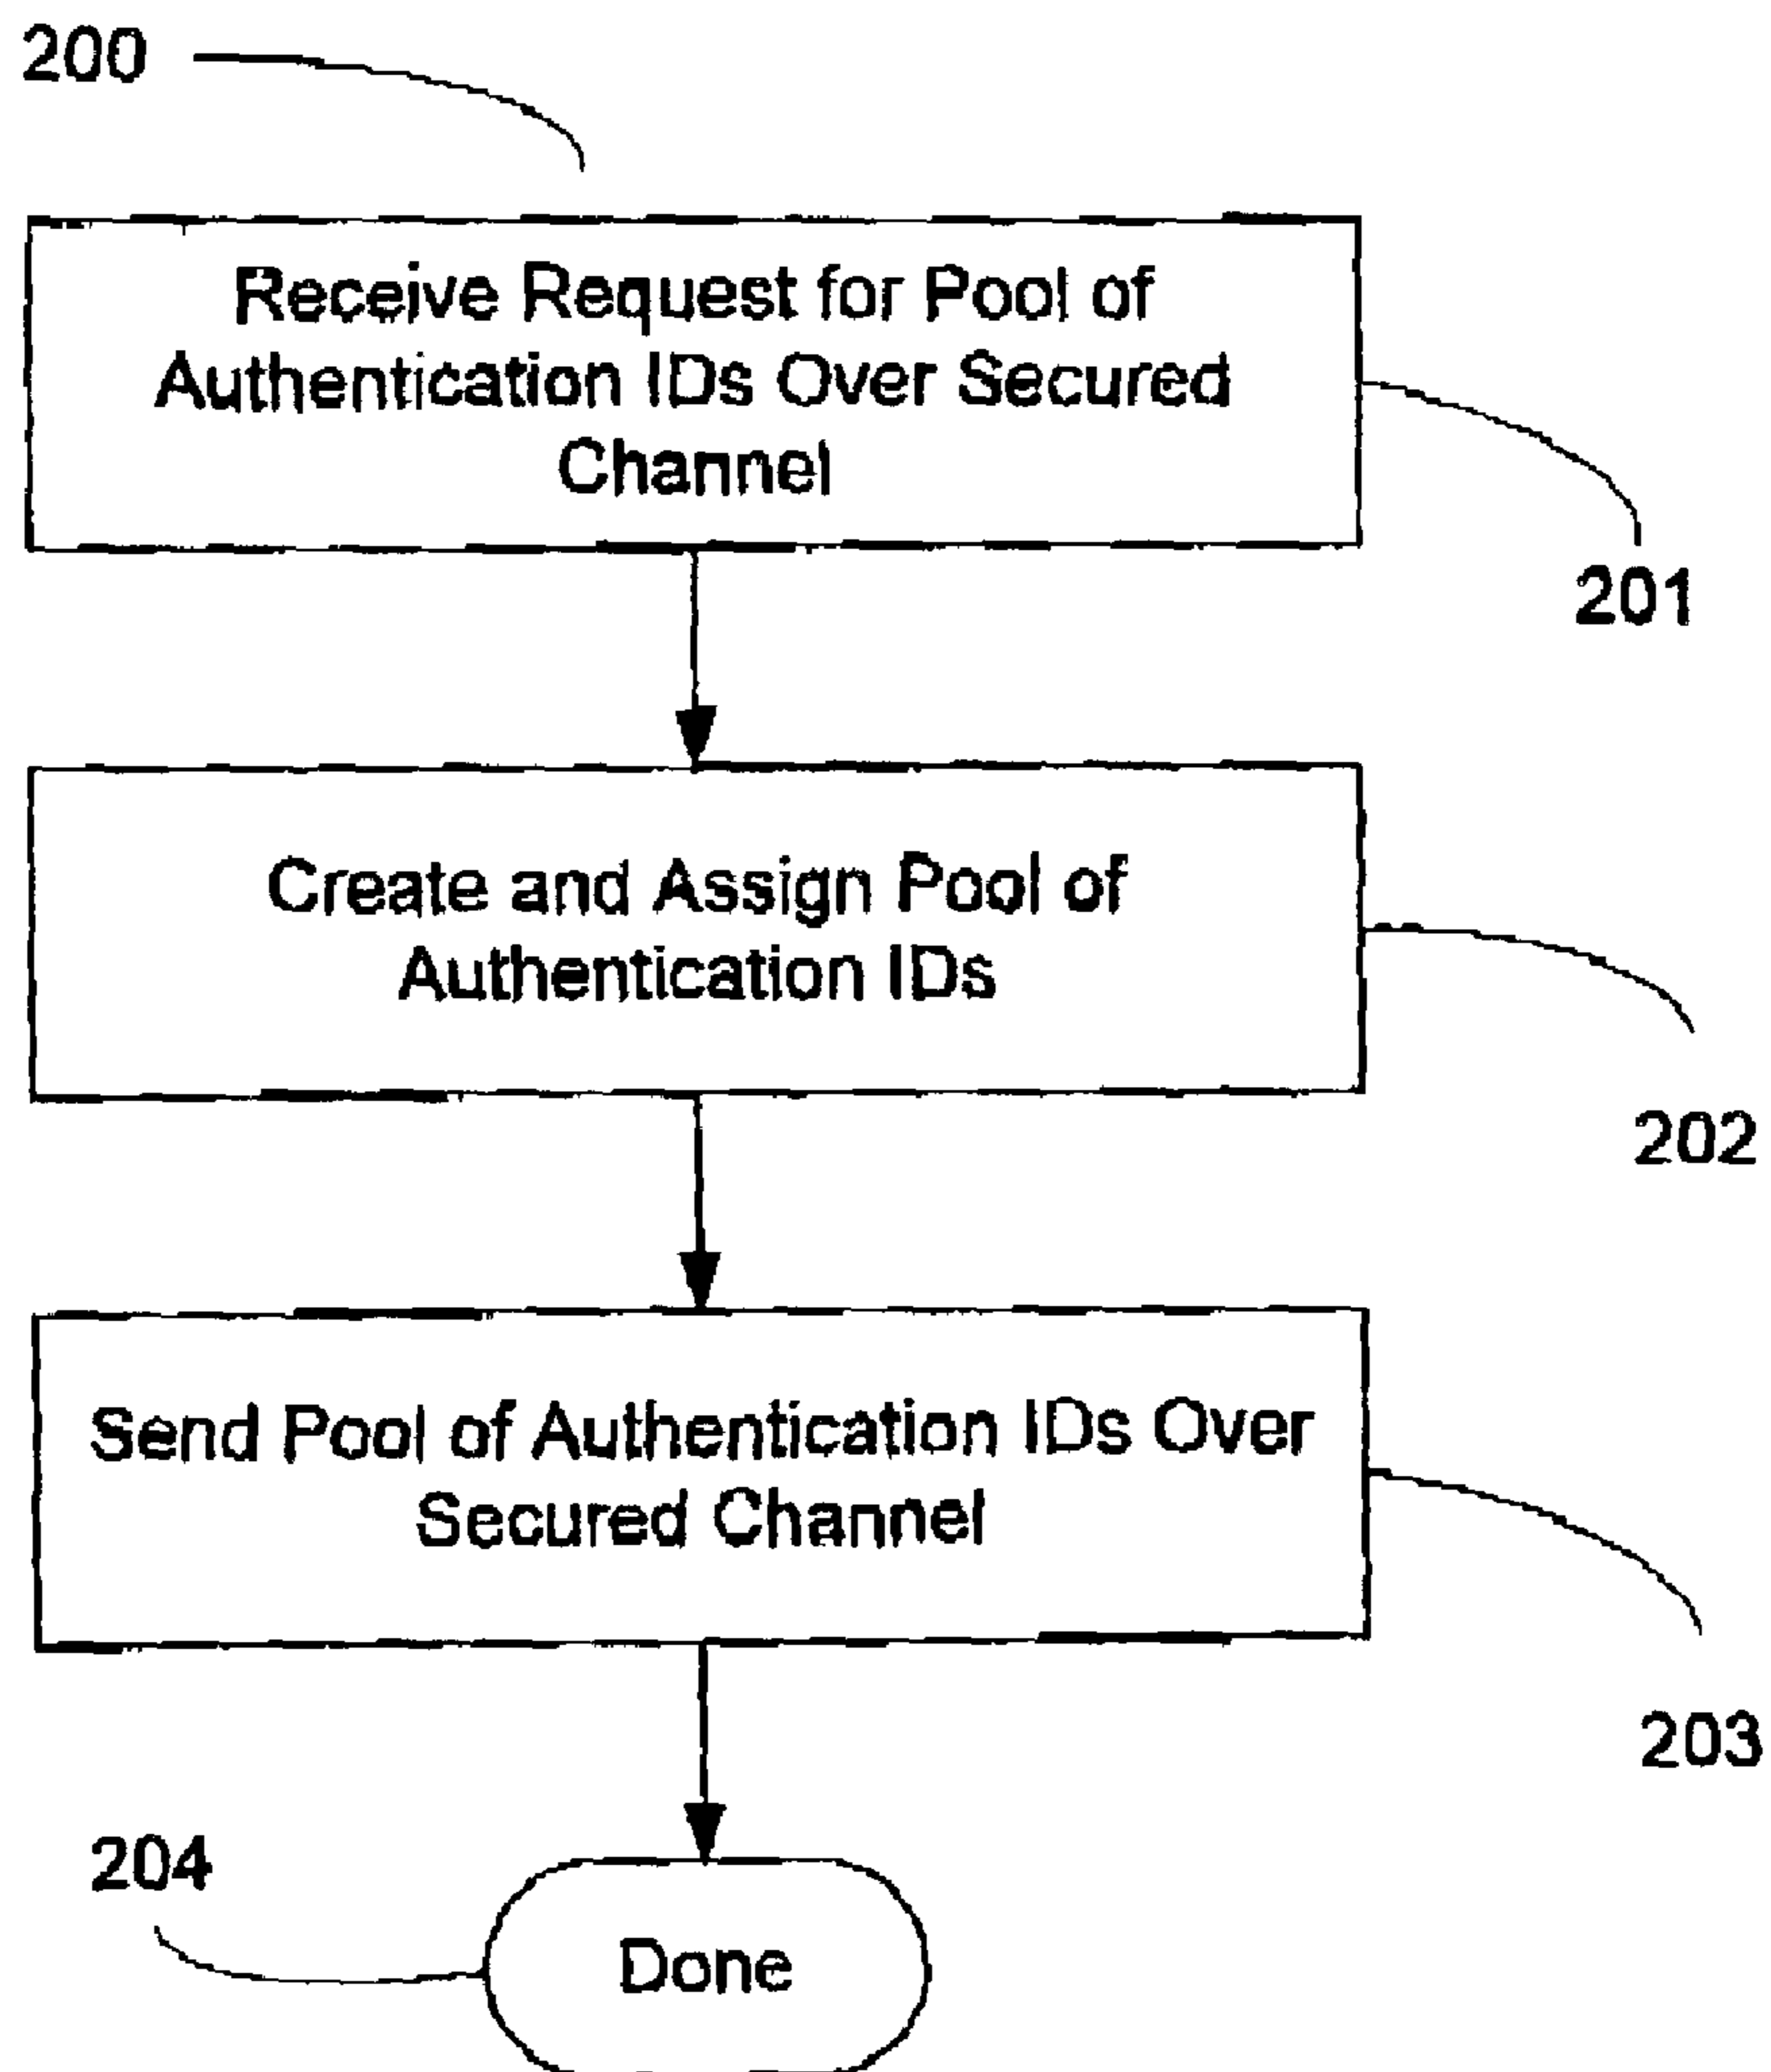 200
Receive Request for Pool of
Authentication IDs Over Secured
Channel
201
Create and Assign Pool of
Authentication IDs
202
Send Pool of Authentication IDs Over
Secured Channel
203
204
Done